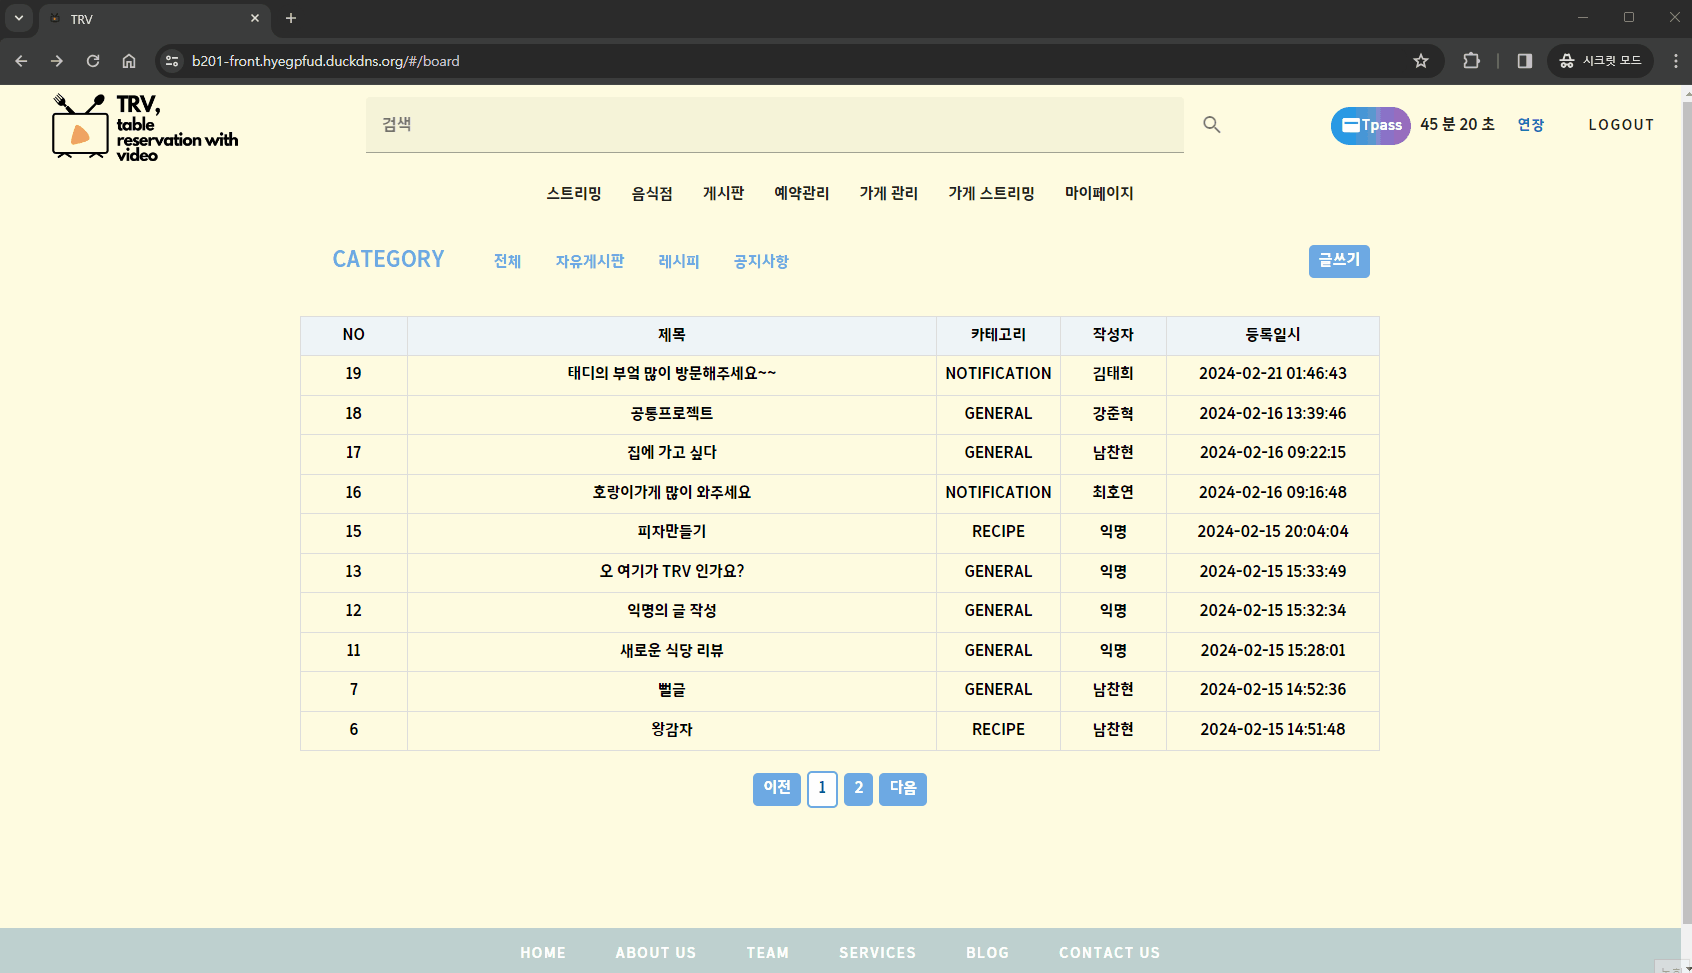 TRV
b201-front.hyegpfud.duckdns.org/#/board
시크릿 모드
TRV,
table
reservation with
video
검색
Tpass 45 분 20 초 연장 LOGOUT
스트리밍 음식점 게시판 예약관리 가게 관리 가게 스트리밍 마이페이지
CATEGORY 전체 자유게시판 레시피 공지사항 글쓰기
NO 제목 카테고리 작성자 등록일시
19 태디의 부엌 많이 방문해주세요~~ NOTIFICATION 김태희 2024-02-21 01:46:43
18 공통프로젝트 GENERAL 강준혁 2024-02-16 13:39:46
17 집에 가고 싶다 GENERAL 남찬현 2024-02-16 09:22:15
16 호랑이가게 많이 와주세요 NOTIFICATION 최호연 2024-02-16 09:16:48
15 피자만들기 RECIPE 익명 2024-02-15 20:04:04
13 오 여기가 TRV 인가요? GENERAL 익명 2024-02-15 15:33:49
12 익명의 글 작성 GENERAL 익명 2024-02-15 15:32:34
11 새로운 식당 리뷰 GENERAL 익명 2024-02-15 15:28:01
7 뻘글 GENERAL 남찬현 2024-02-15 14:52:36
6 왕감자 RECIPE 남찬현 2024-02-15 14:51:48
이전 1 2 다음
HOME ABOUT US TEAM SERVICES BLOG CONTACT US